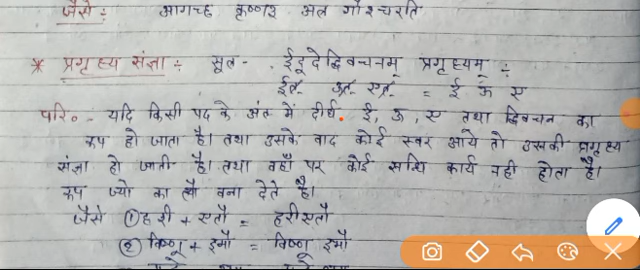 जैसे÷ आगच्छ कृष्ण३ अत्र गौश्चरति
* प्रगृह्य संज्ञा ÷ सूत्र - ईदूदेद्विवचनम् प्रगृह्यम् ÷
ईत् ऊत् एत् = ई ऊ ए
परि० - यदि किसी पद के अंत में दीर्घ. ई, ऊ, ए तथा द्विवचन का
रूप हो जाता है। तथा उसके बाद कोई स्वर आये तो उसकी प्रगृह्य
संज्ञा हो जाती है। तथा वहाँ पर कोई सन्धि कार्य नही होता है।
रूप ज्यो का त्यौ बना देते है।
जैसे ① हरी + एतौ = हरीएतौ
② विष्णू + इमौ = विष्णू इमौ